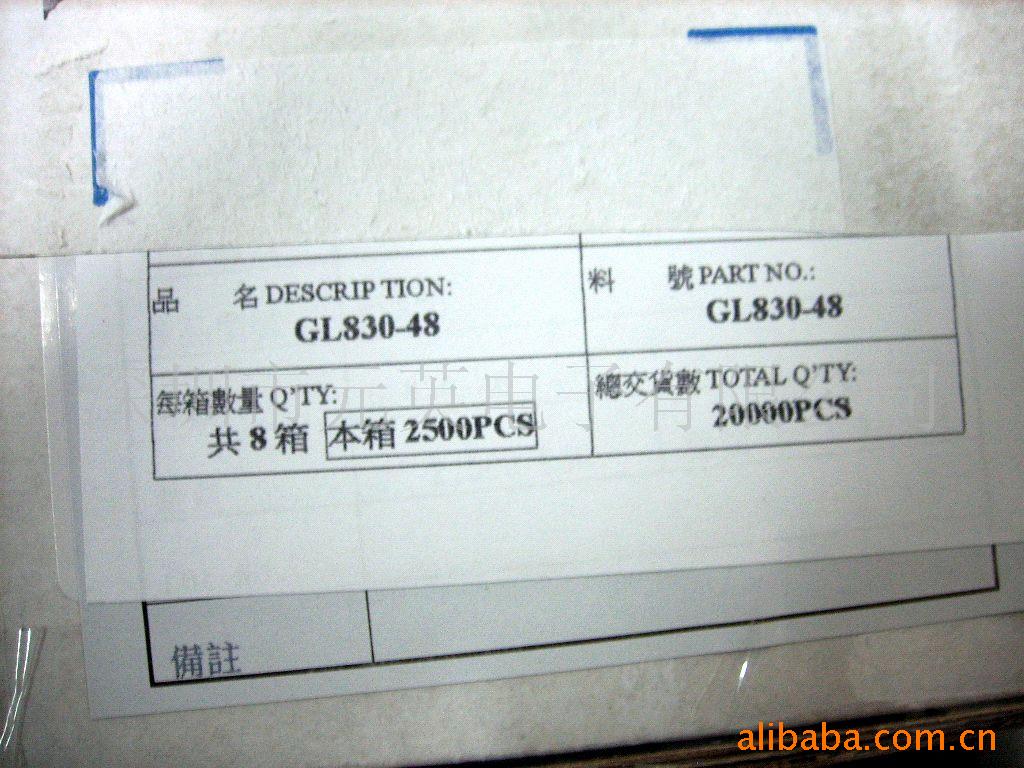 品 名 DESCRIP TION:
GL830-48
料 號 PART NO.:
GL830-48
每箱數量 Q'TY:
共 8 箱 本箱 2500PCS
總交貨數 TOTAL Q'TY:
20000PCS
備註
alibaba.com.cn